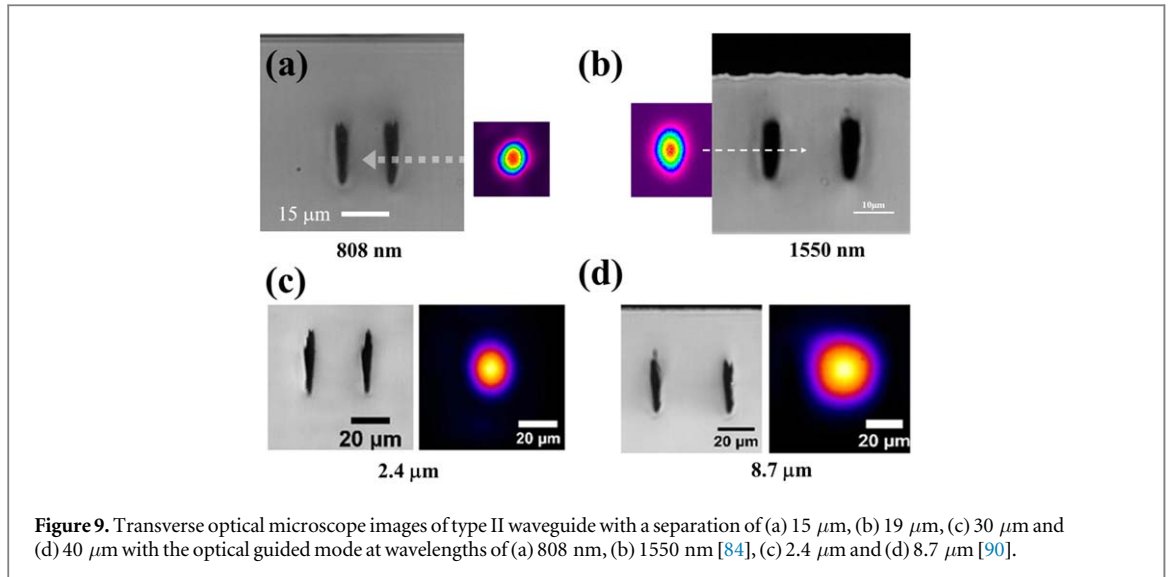 (a)
(b)
15 μm
10μm
808 nm
1550 nm
(c)
(d)
20 μm
20 μm
20 μm
20 μm
2.4 μm
8.7 μm
Figure 9. Transverse optical microscope images of type II waveguide with a separation of (a) 15 μm, (b) 19 μm, (c) 30 μm and
(d) 40 μm with the optical guided mode at wavelengths of (a) 808 nm, (b) 1550 nm [84], (c) 2.4 μm and (d) 8.7 μm [90].